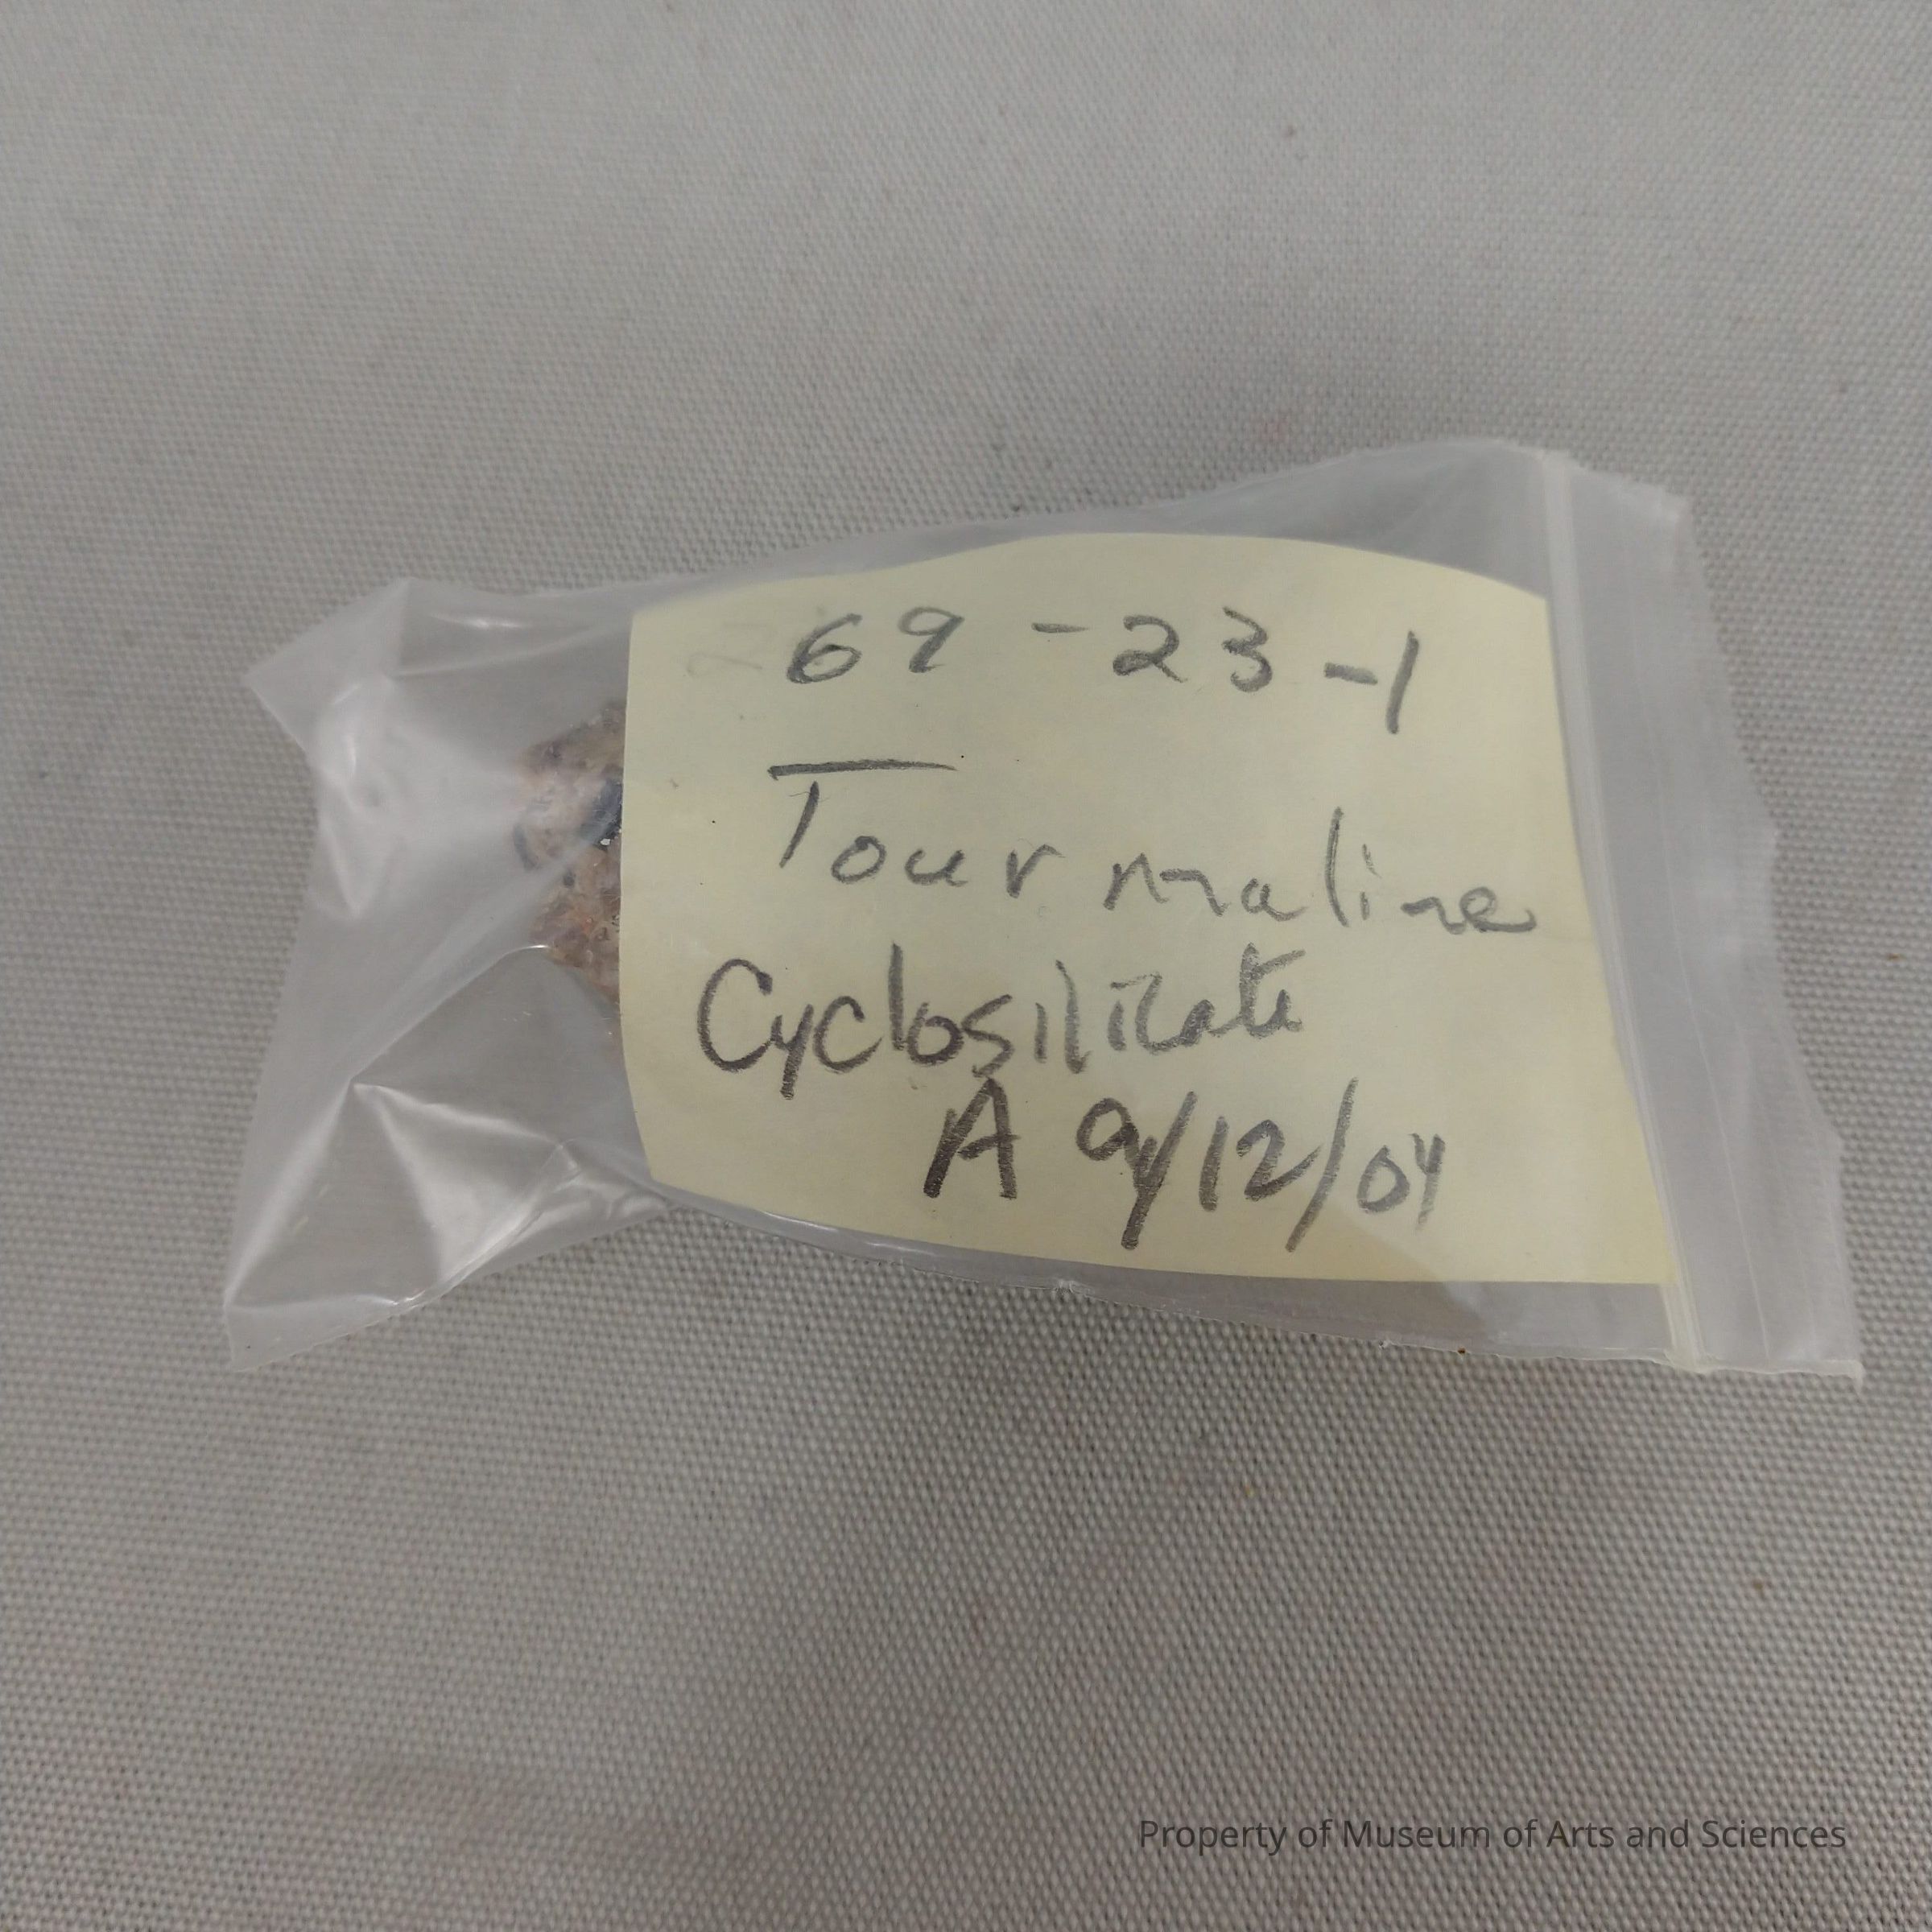 69-23-1
Tourmaline
Cyclosilicate
A 9/12/04
Property of Museum of Arts and Sciences